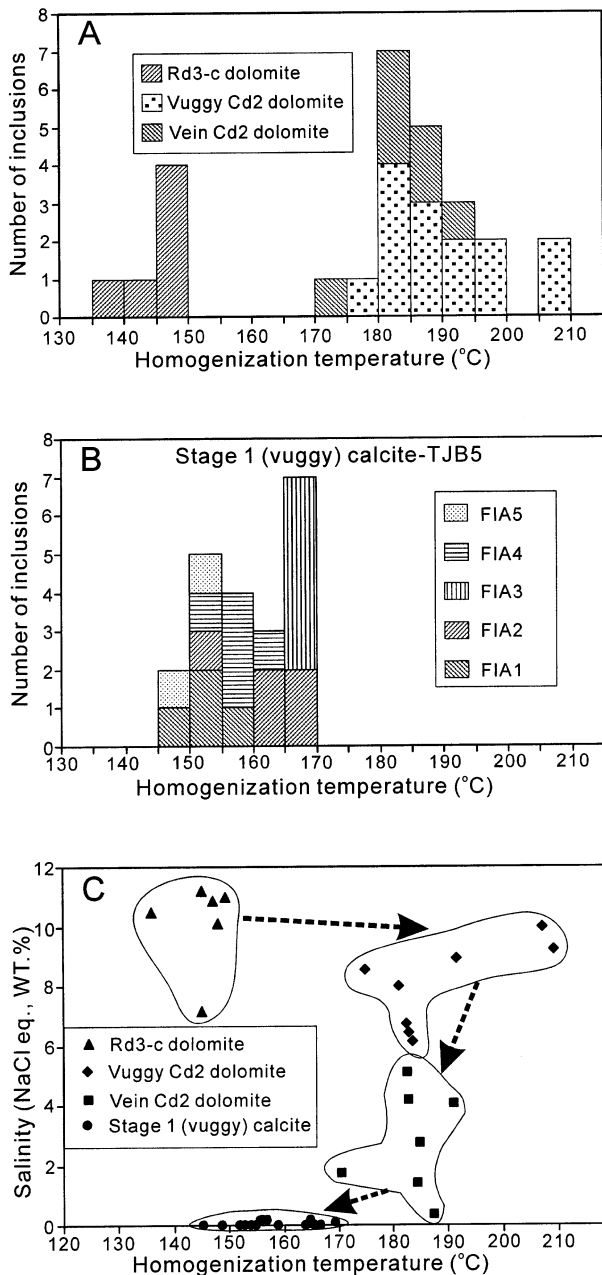 A
Rd3-c dolomite
Vuggy Cd2 dolomite
Vein Cd2 dolomite
Number of inclusions
8
7
6
5
4
3
2
1
0
130 140 150 160 170 180 190 200 210
Homogenization temperature (°C)
B
Stage 1 (vuggy) calcite-TJB5
FIA5
FIA4
FIA3
FIA2
FIA1
Number of inclusions
8
7
6
5
4
3
2
1
0
130 140 150 160 170 180 190 200 210
Homogenization temperature (°C)
C
Rd3-c dolomite
Vuggy Cd2 dolomite
Vein Cd2 dolomite
Stage 1 (vuggy) calcite
Salinity (NaCl eq., WT.%)
12
10
8
6
4
2
0
120 130 140 150 160 170 180 190 200 210
Homogenization temperature (°C)